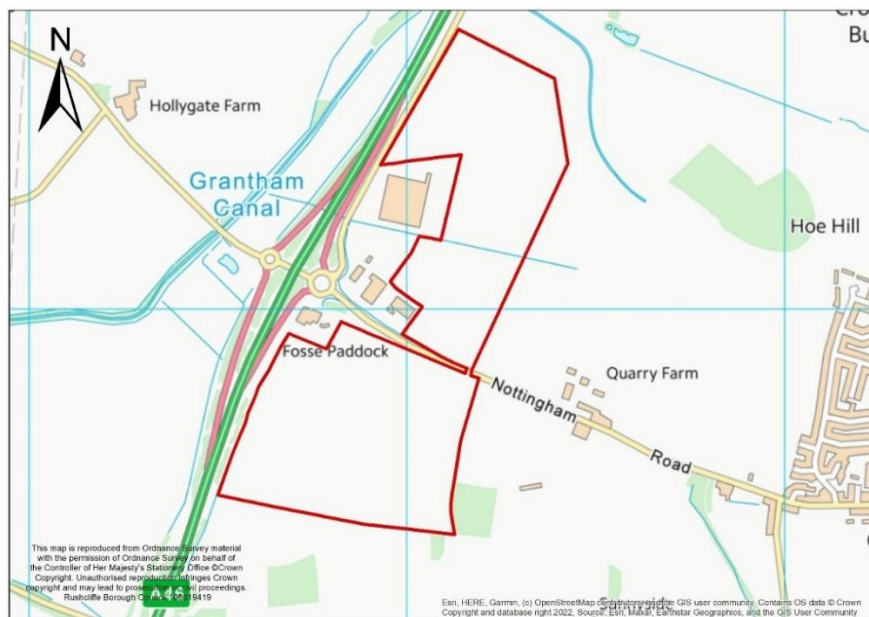 N
Hollygate Farm
Grantham
Canal
Hoe Hill
Fosse Paddock
Quarry Farm
Nottingham
Road
This map is reproduced from Ordnance Survey material
with the permission of Ordnance Survey on behalf of
the Controller of Her Majesty's Stationery Office ©Crown
Copyright. Unauthorised reproduction infringes Crown
copyright and may lead to prosecution or civil proceedings.
Rushcliffe Borough Council
Esri, HERE, Garmin, (c) OpenStreetMap contributors and the GIS user community, Contains OS data © Crown
Copyright and database right 2022, Source: Esri, Maxar, Earthstar Geographics, and the GIS User Community